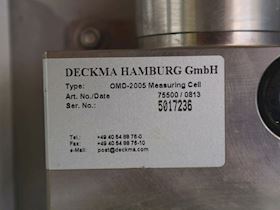 DECKMA HAMBURG GmbH
Type: OMD-2005 Measuring Cell
Art. No./Date 75500 / 0813
Ser. No.: 5017236
Tel.: +49 40 54 88 76-0
Fax: +49 40 54 88 76-10
e-Mail: post@deckma.com